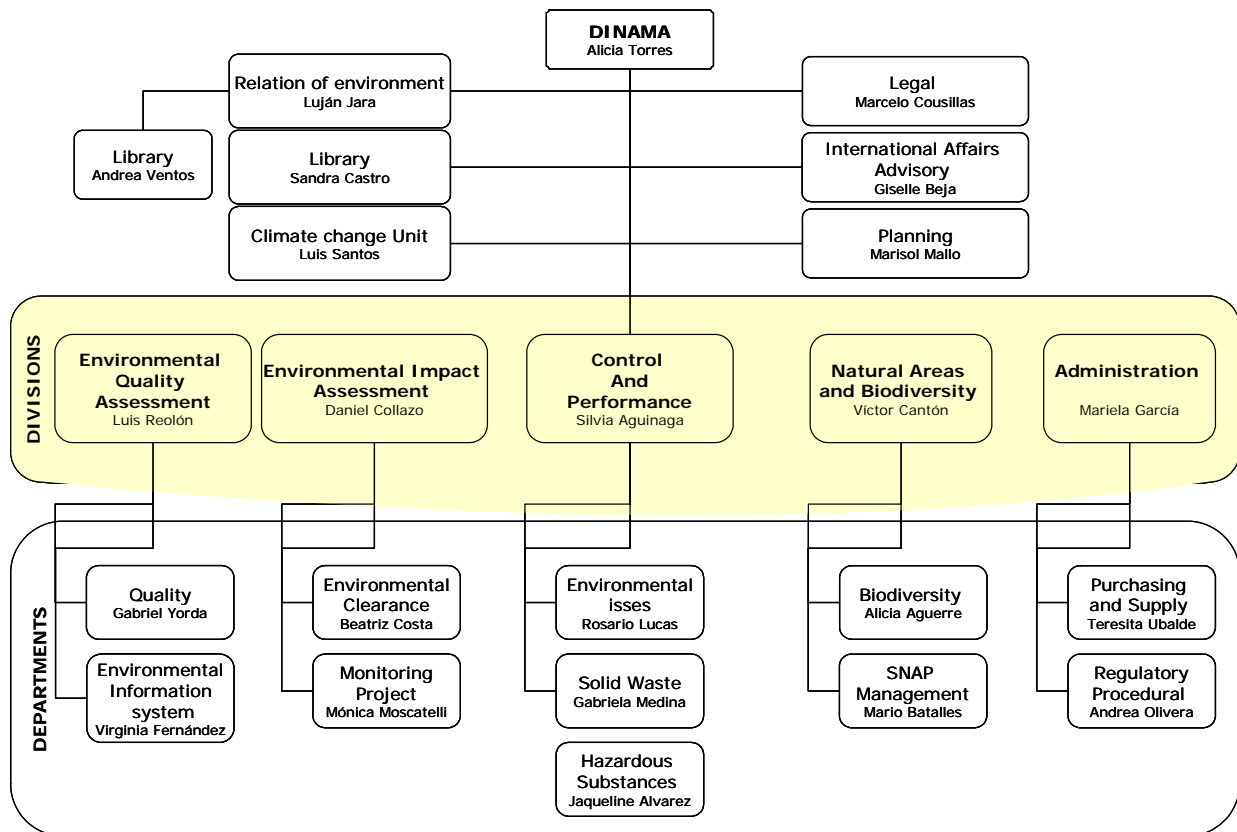 DINAMA
Alicia Torres
Relation of environment
Luján Jara
Legal
Marcelo Cousillas
Library
Andrea Ventos
Library
Sandra Castro
International Affairs
Advisory
Giselle Beja
Climate change Unit
Luis Santos
Planning
Marisol Mallo
DIVISIONS
Environmental
Quality
Assessment
Luis Reolón
Environmental Impact
Assessment
Daniel Collazo
Control
And
Performance
Silvia Aguinaga
Natural Areas
and Biodiversity
Víctor Cantón
Administration
Mariela García
DEPARTMENTS
Quality
Gabriel Yorda
Environmental
Information
system
Virginia Fernández
Environmental
Clearance
Beatriz Costa
Monitoring
Project
Mónica Moscatelli
Environmental
isses
Rosario Lucas
Solid Waste
Gabriela Medina
Hazardous
Substances
Jaqueline Alvarez
Biodiversity
Alicia Aguerre
SNAP
Management
Mario Batalles
Purchasing
and Supply
Teresita Ubalde
Regulatory
Procedural
Andrea Olivera